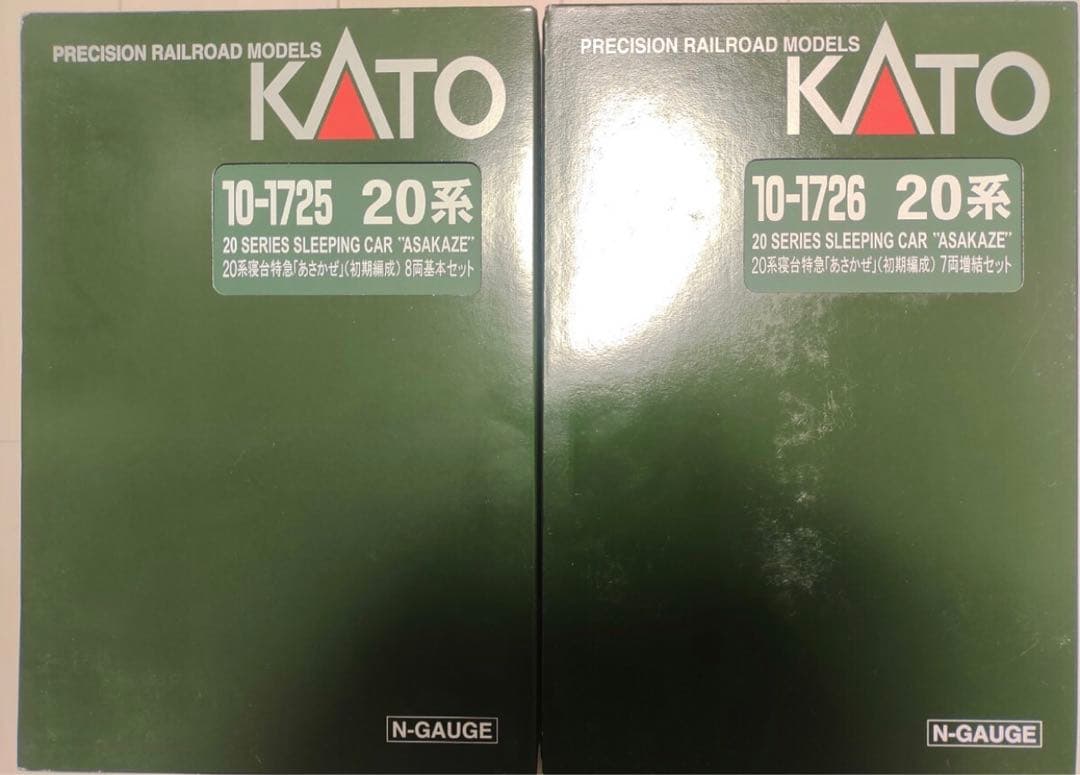 PRECISION RAILROAD MODELS
KATO
10-1725 20系
20 SERIES SLEEPING CAR "ASAKAZE"
20系寝台特急「あさかぜ」(初期編成) 8両基本セット
N-GAUGE
PRECISION RAILROAD MODELS
KATO
10-1726 20系
20 SERIES SLEEPING CAR "ASAKAZE"
20系寝台特急「あさかぜ」(初期編成) 7両増結セット
N-GAUGE